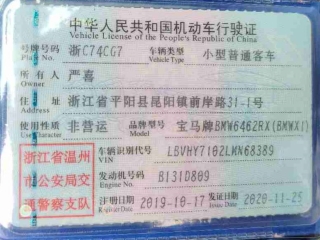 中华人民共和国机动车行驶证
Vehicle License of the People's Republic of China
号牌号码 浙C74CG7 车辆类型 小型普通客车
Plate No. Vehicle Type
所有人 严喜
Owner
住址 浙江省平阳县昆阳镇前岸路31-1号
Address
使用性质 非营运 品牌型号 宝马牌BMW6462RX(BMWX1)
Use Character Model
浙江省温州市公安局交通警察支队
车辆识别代号 LBVHY7102LMN68389
VIN
发动机号码 B131D809
Engine No.
注册日期 2019-10-17 发证日期 2020-11-25
Register Date Issue Date